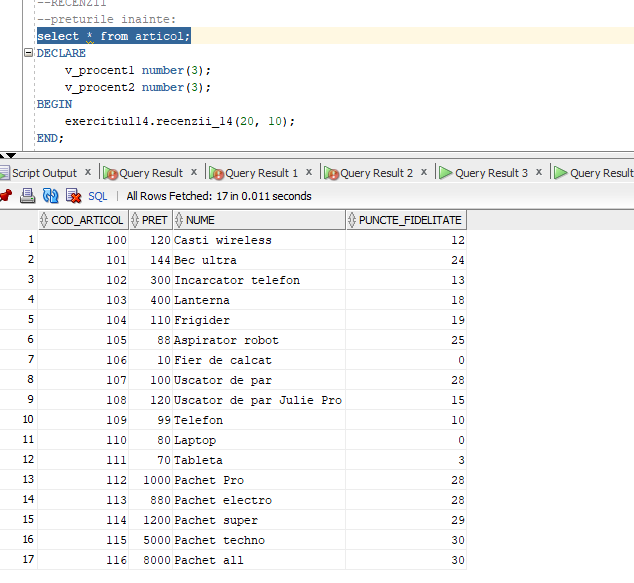 --RECENZII
--preturile inainte:
select * from articol;
DECLARE
v_procent1 number(3);
v_procent2 number(3);
BEGIN
exercitiul14.recenzii_14(20, 10);
END;
Script Output x Query Result x Query Result 1 x Query Result 2 x Query Result 3 x Query Result
SQL | All Rows Fetched: 17 in 0.011 seconds
COD_ARTICOL PRET NUME PUNCTE_FIDELITATE
1 100 120 Casti wireless 12
2 101 144 Bec ultra 24
3 102 300 Incarcator telefon 13
4 103 400 Lanterna 18
5 104 110 Frigider 19
6 105 88 Aspirator robot 25
7 106 10 Fier de calcat 0
8 107 100 Uscator de par 28
9 108 120 Uscator de par Julie Pro 15
10 109 99 Telefon 10
11 110 80 Laptop 0
12 111 70 Tableta 3
13 112 1000 Pachet Pro 28
14 113 880 Pachet electro 28
15 114 1200 Pachet super 29
16 115 5000 Pachet techno 30
17 116 8000 Pachet all 30